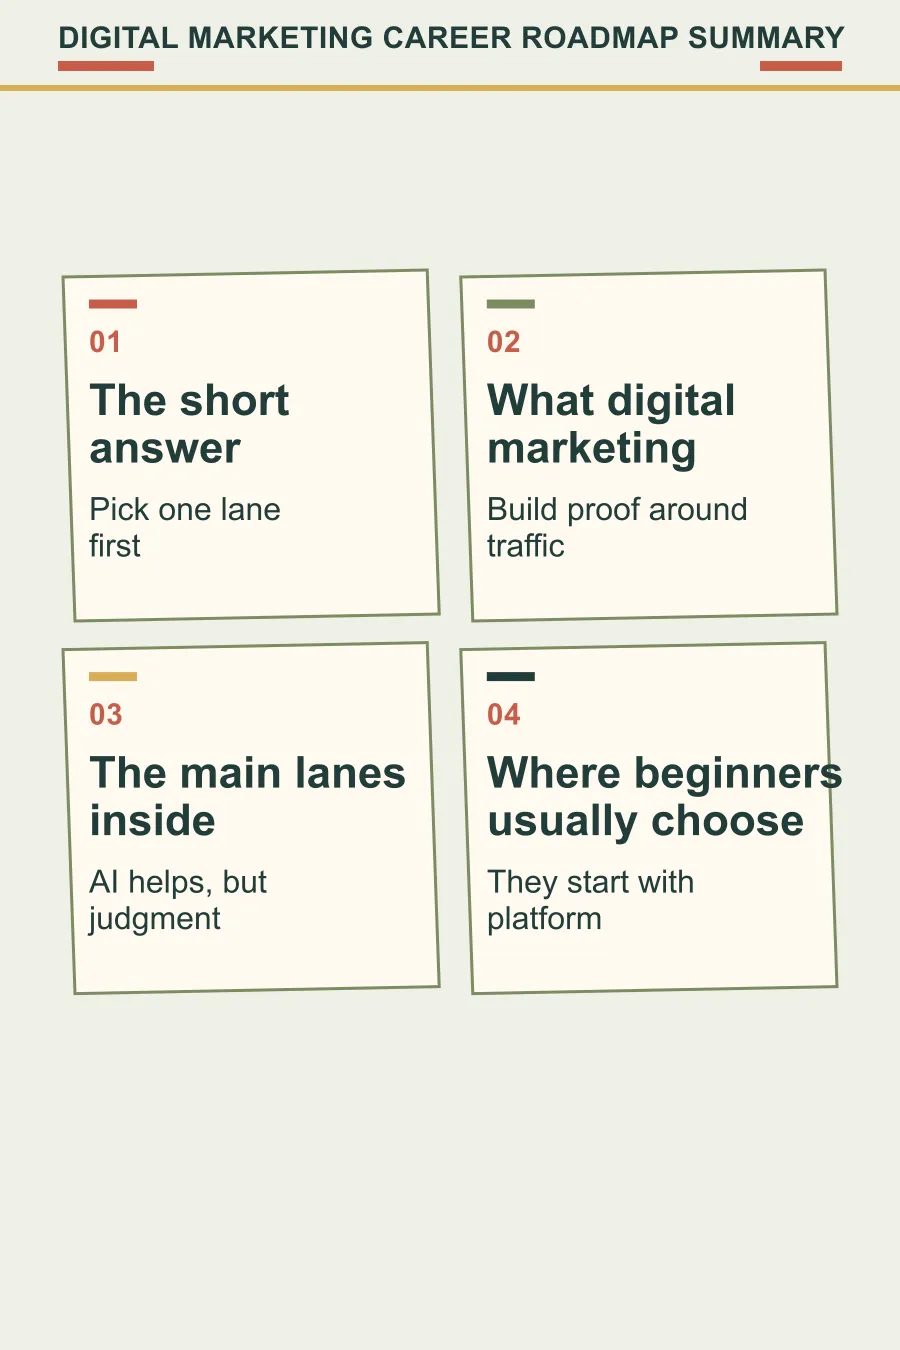 DIGITAL MARKETING CAREER ROADMAP SUMMARY
01
The short
answer
Pick one lane
first
02
What digital
marketing
Build proof around
traffic
03
The main lanes
inside
AI helps, but
judgment
04
Where beginners
usually choose
They start with
platform